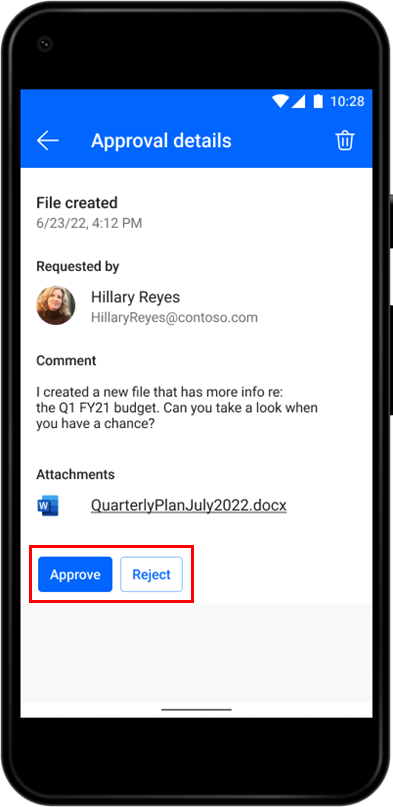 10:28
Approval details
File created
6/23/22, 4:12 PM
Requested by
Hillary Reyes
HillaryReyes@contoso.com
Comment
I created a new file that has more info re:
the Q1 FY21 budget. Can you take a look when
you have a chance?
Attachments
W QuarterlyPlanJuly2022.docx
Approve Reject